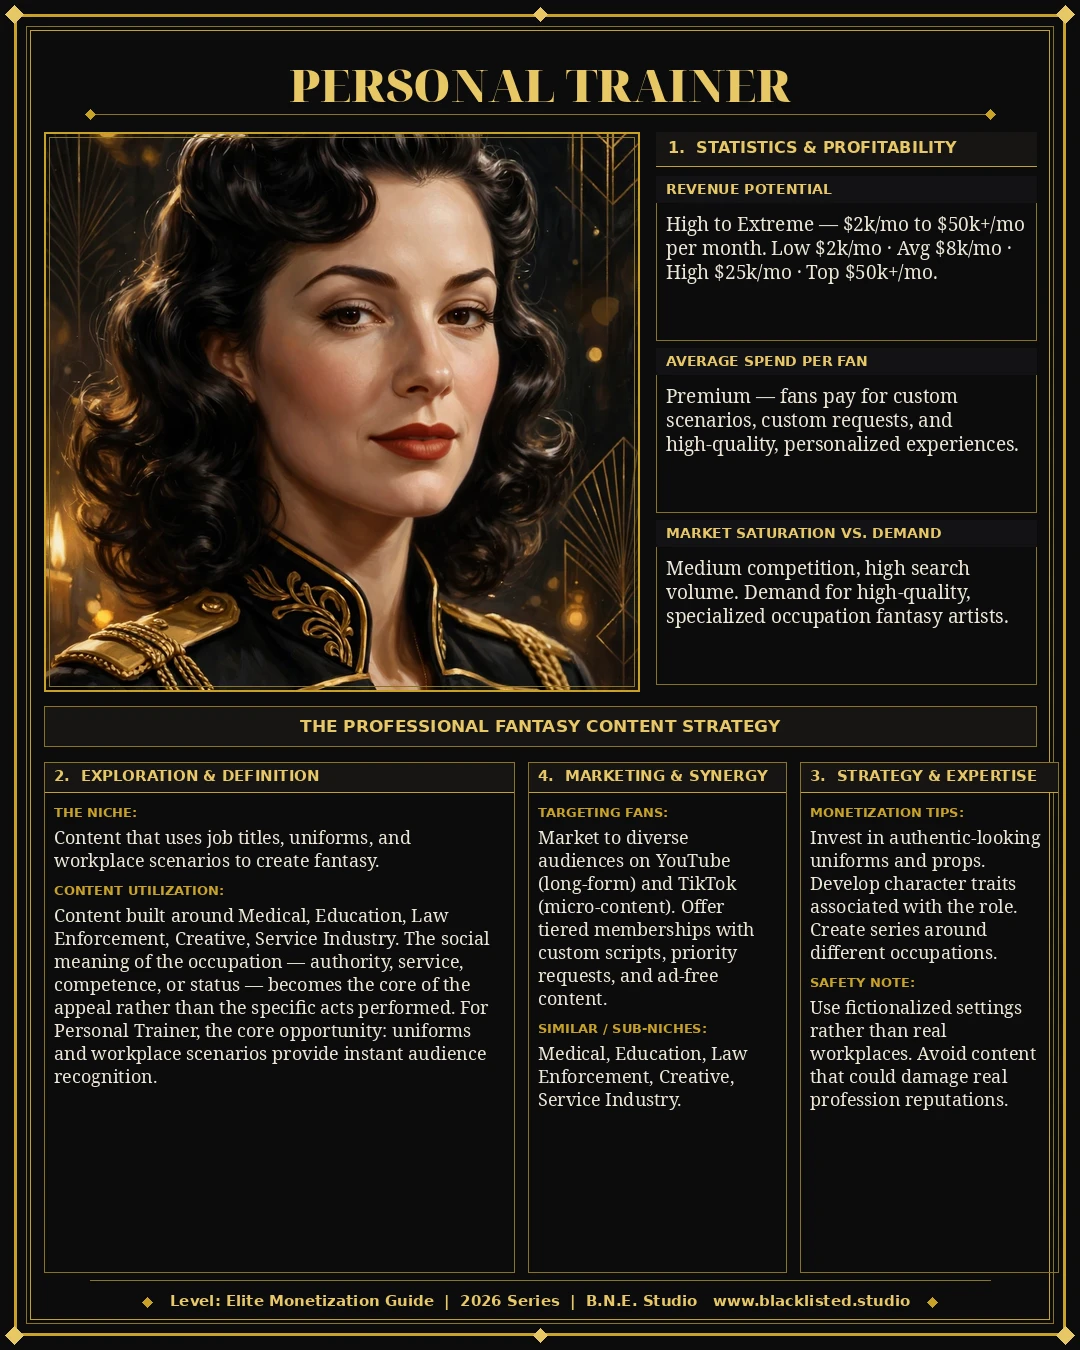 PERSONAL TRAINER
1. STATISTICS & PROFITABILITY
REVENUE POTENTIAL
High to Extreme — $2k/mo to $50k+/mo
per month. Low $2k/mo · Avg $8k/mo ·
High $25k/mo · Top $50k+/mo.
AVERAGE SPEND PER FAN
Premium — fans pay for custom
scenarios, custom requests, and
high-quality, personalized experiences.
MARKET SATURATION VS. DEMAND
Medium competition, high search
volume. Demand for high-quality,
specialized occupation fantasy artists.
THE PROFESSIONAL FANTASY CONTENT STRATEGY
2. EXPLORATION & DEFINITION
THE NICHE:
Content that uses job titles, uniforms, and
workplace scenarios to create fantasy.
CONTENT UTILIZATION:
Content built around Medical, Education, Law
Enforcement, Creative, Service Industry. The social
meaning of the occupation — authority, service,
competence, or status — becomes the core of the
appeal rather than the specific acts performed. For
Personal Trainer, the core opportunity: uniforms
and workplace scenarios provide instant audience
recognition.
4. MARKETING & SYNERGY
TARGETING FANS:
Market to diverse
audiences on YouTube
(long-form) and TikTok
(micro-content). Offer
tiered memberships with
custom scripts, priority
requests, and ad-free
content.
SIMILAR / SUB-NICHES:
Medical, Education, Law
Enforcement, Creative,
Service Industry.
3. STRATEGY & EXPERTISE
MONETIZATION TIPS:
Invest in authentic-looking
uniforms and props.
Develop character traits
associated with the role.
Create series around
different occupations.
SAFETY NOTE:
Use fictionalized settings
rather than real
workplaces. Avoid content
that could damage real
profession reputations.
Level: Elite Monetization Guide | 2026 Series | B.N.E. Studio www.blacklisted.studio